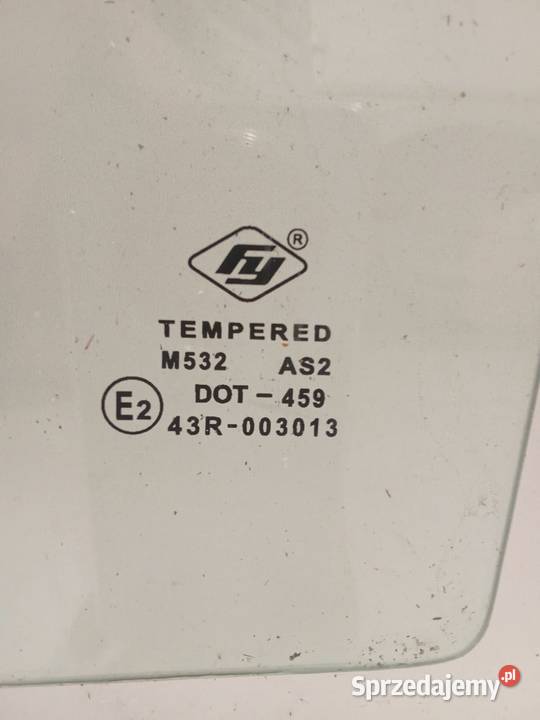 fy ®
TEMPERED
M532 AS2
DOT - 459
E2
43R-003013
Sprzedajemy.pl